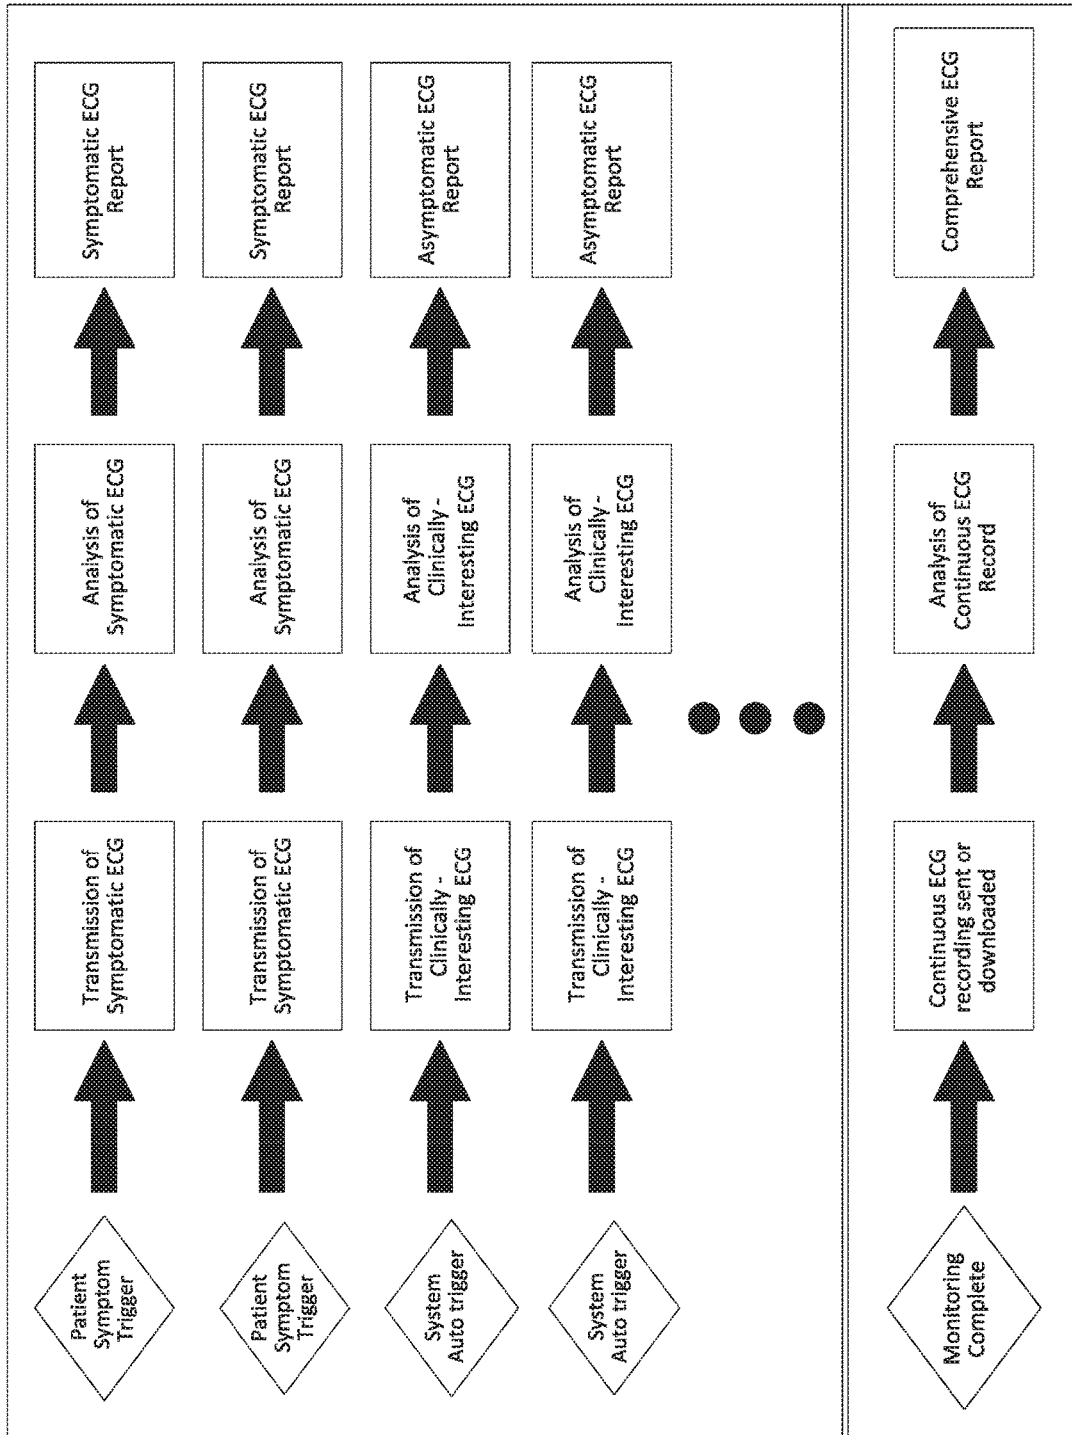 Patient
Symptom
Trigger
Transmission of
Symptomatic ECG
Analysis of
Symptomatic ECG
Symptomatic ECG
Report
Patient
Symptom
Trigger
Transmission of
Symptomatic ECG
Analysis of
Symptomatic ECG
Symptomatic ECG
Report
System
Auto trigger
Transmission of
Clinically -
Interesting ECG
Analysis of
Clinically -
Interesting ECG
Asymptomatic ECG
Report
System
Auto trigger
Transmission of
Clinically -
Interesting ECG
Analysis of
Clinically -
Interesting ECG
Asymptomatic ECG
Report
Monitoring
Complete
Continuous ECG
recording sent or
downloaded
Analysis of
Continuous ECG
Record
Comprehensive ECG
Report